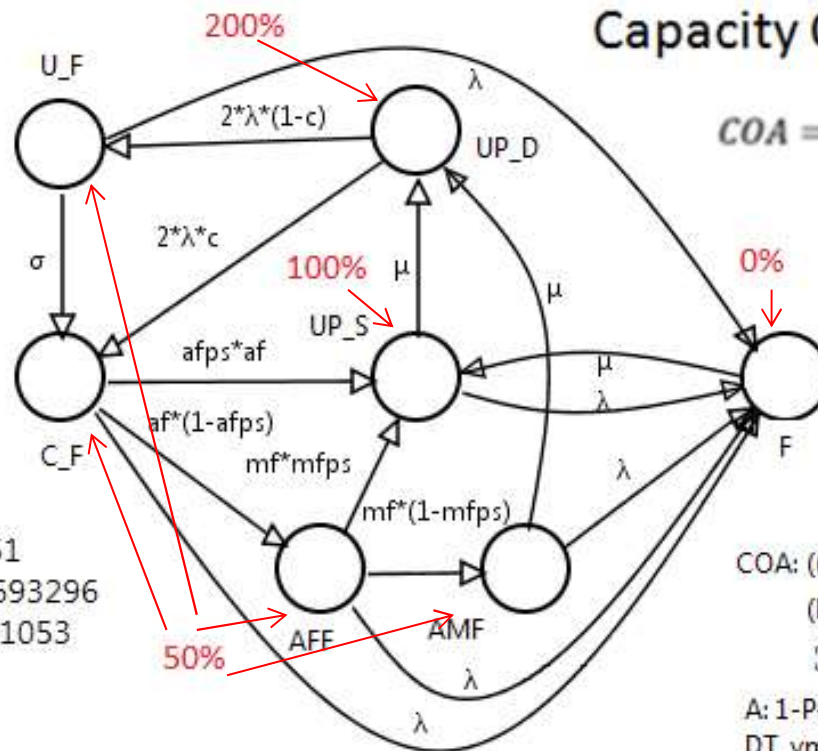 Capacity
200%
U_F
λ
2*λ*(1-c)
COA =
UP_D
2*λ*c
σ
100%
μ
μ
0%
UP_S
afps*af
μ
λ
af*(1-afps)
C_F
F
mf*mfps
λ
mf*(1-mfps)
51
593296
1053
COA:
AFF
AMF
50%
λ
A: 1-P
λ
DT